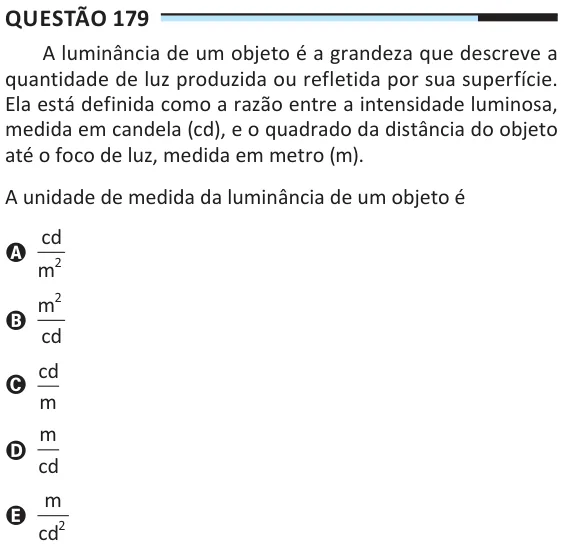 QUESTÃO 179
A luminância de um objeto é a grandeza que descreve a
quantidade de luz produzida ou refletida por sua superfície.
Ela está definida como a razão entre a intensidade luminosa,
medida em candela (cd), e o quadrado da distância do objeto
até o foco de luz, medida em metro (m).
A unidade de medida da luminância de um objeto é
A cd/m²
B m²/cd
C cd/m
D m/cd
E m/cd²